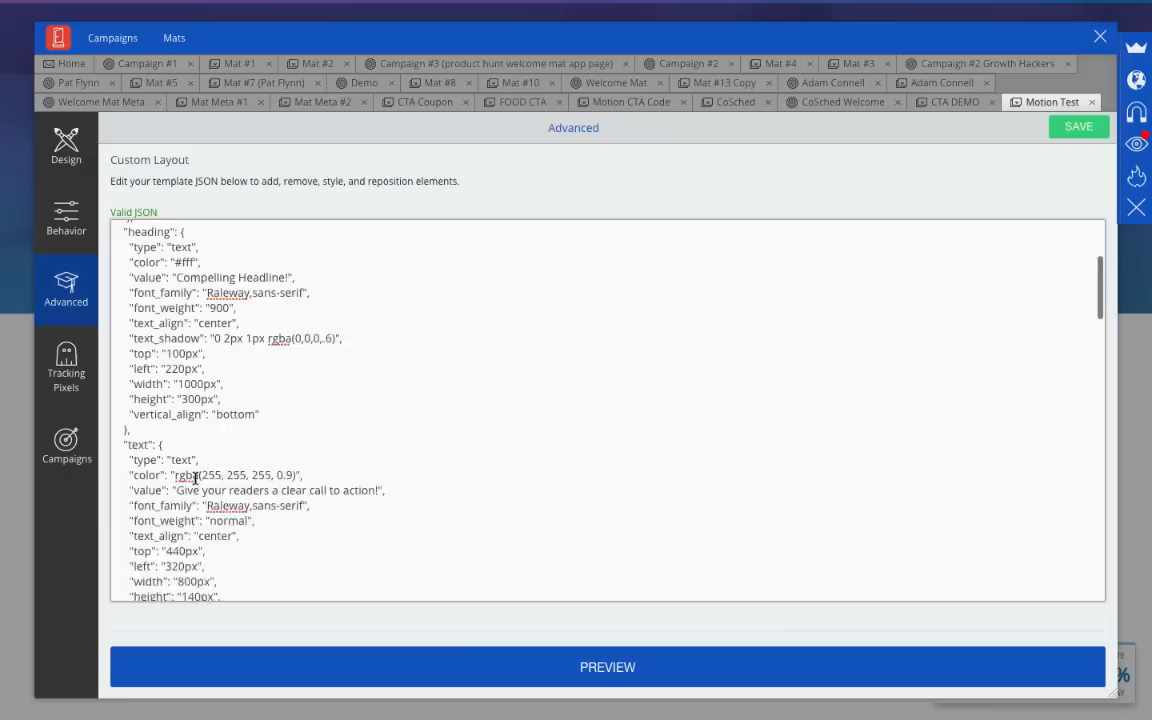 Campaigns Mats
Home Campaign #1 Mat #1 Mat #2 Campaign #3 (product hunt welcome mat app page) Campaign #2 Mat #4 Mat #3 Campaign #2 Growth Hackers
Pat Flynn Mat #5 Mat #7 (Pat Flynn) Demo Mat #8 Mat #10 Welcome Mat Mat #13 Copy Adam Connell Adam Connell
Welcome Mat Meta Mat Meta #1 Mat Meta #2 CTA Coupon FOOD CTA Motion CTA Code CoSched CoSched Welcome CTA DEMO Motion Test
Design
Behavior
Advanced
Tracking
Pixels
Campaigns
Advanced
SAVE
Custom Layout
Edit your template JSON below to add, remove, style, and reposition elements.
Valid JSON
"heading": {
"type": "text",
"color": "#fff",
"value": "Compelling Headline!",
"font_family": "Raleway,sans-serif",
"font_weight": "900",
"text_align": "center",
"text_shadow": "0 2px 1px rgba(0,0,0,.6)",
"top": "100px",
"left": "220px",
"width": "1000px",
"height": "300px",
"vertical_align": "bottom"
},
"text": {
"type": "text",
"color": "rgba(255, 255, 255, 0.9)",
"value": "Give your readers a clear call to action!",
"font_family": "Raleway,sans-serif",
"font_weight": "normal",
"text_align": "center",
"top": "440px",
"left": "320px",
"width": "800px",
"height": "140px",
PREVIEW